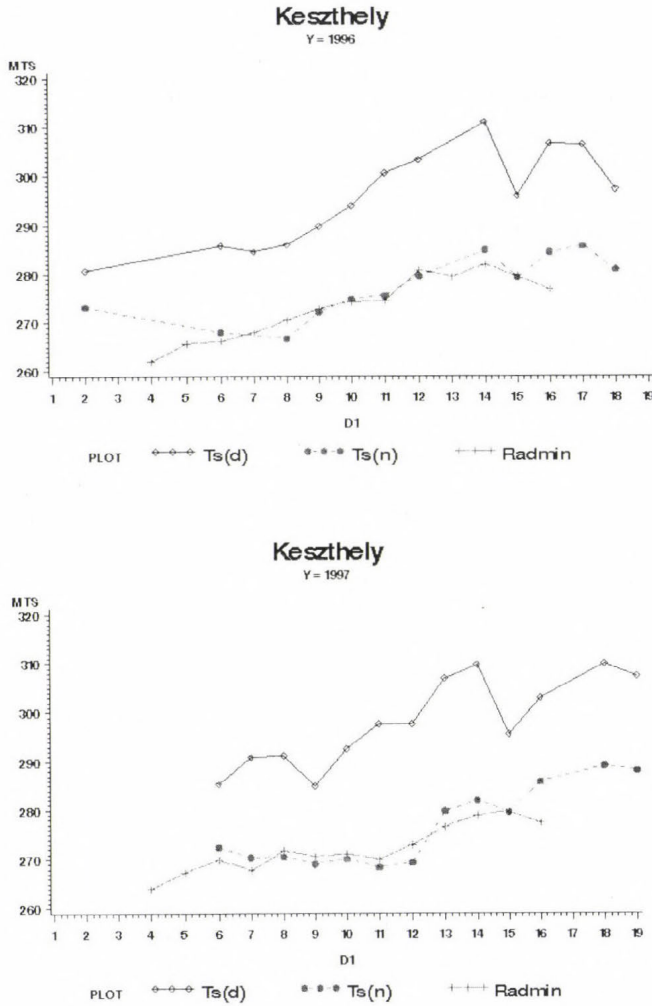 Keszthely
Y = 1996
MTS
320
310
300
290
280
270
260
1 2 3 4 5 6 7 8 9 10 11 12 13 14 15 16 17 18 19
D1
PLOT Ts(d) Ts(n) Radmin
Keszthely
Y = 1997
MTS
320
310
300
290
280
270
260
1 2 3 4 5 6 7 8 9 10 11 12 13 14 15 16 17 18 19
D1
PLOT Ts(d) Ts(n) Radmin